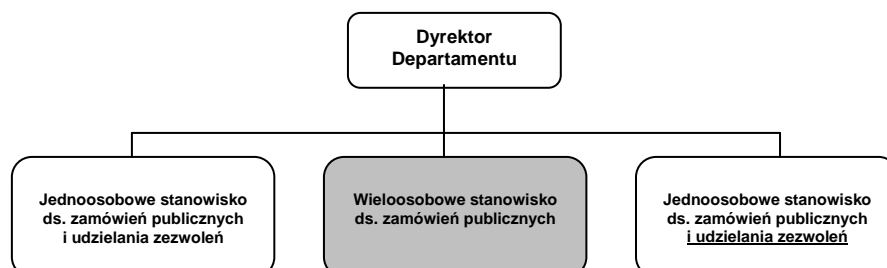 Dyrektor
Departamentu
Jednoosobowe stanowisko
ds. zamówień publicznych
i udzielania zezwoleń
Wieloosobowe stanowisko
ds. zamówień publicznych
Jednoosobowe stanowisko
ds. zamówień publicznych
i udzielania zezwoleń